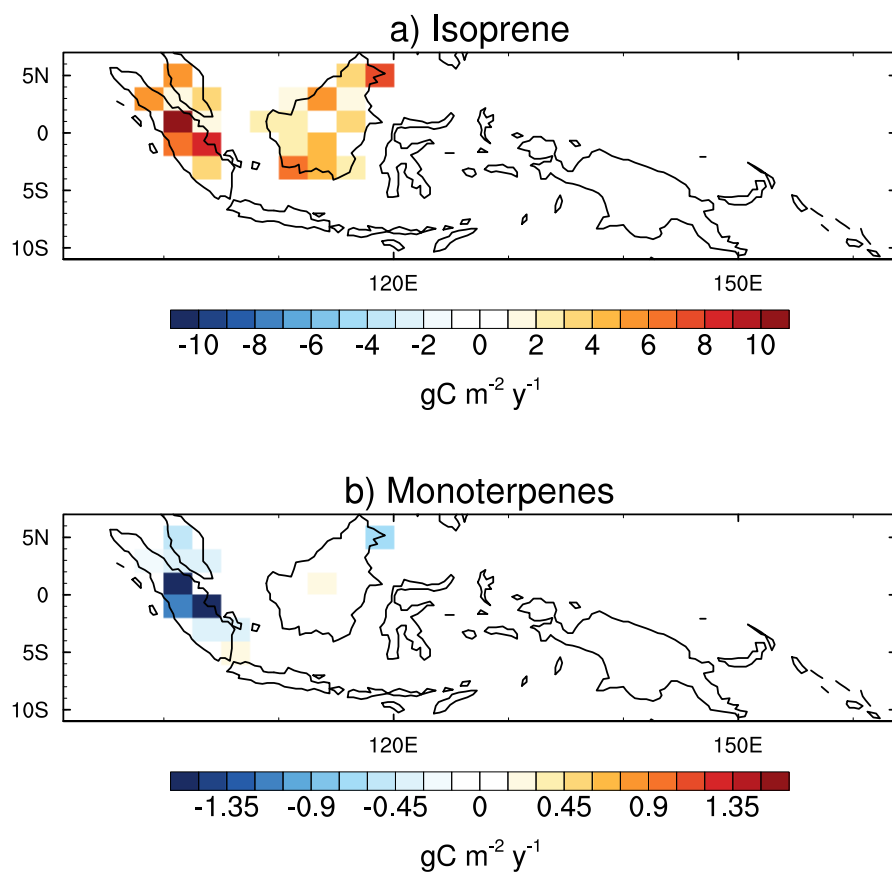 a) Isoprene
5N
0
5S
10S
120E 150E
-10 -8 -6 -4 -2 0 2 4 6 8 10
gC m⁻² y⁻¹
b) Monoterpenes
5N
0
5S
10S
120E 150E
-1.35 -0.9 -0.45 0 0.45 0.9 1.35
gC m⁻² y⁻¹